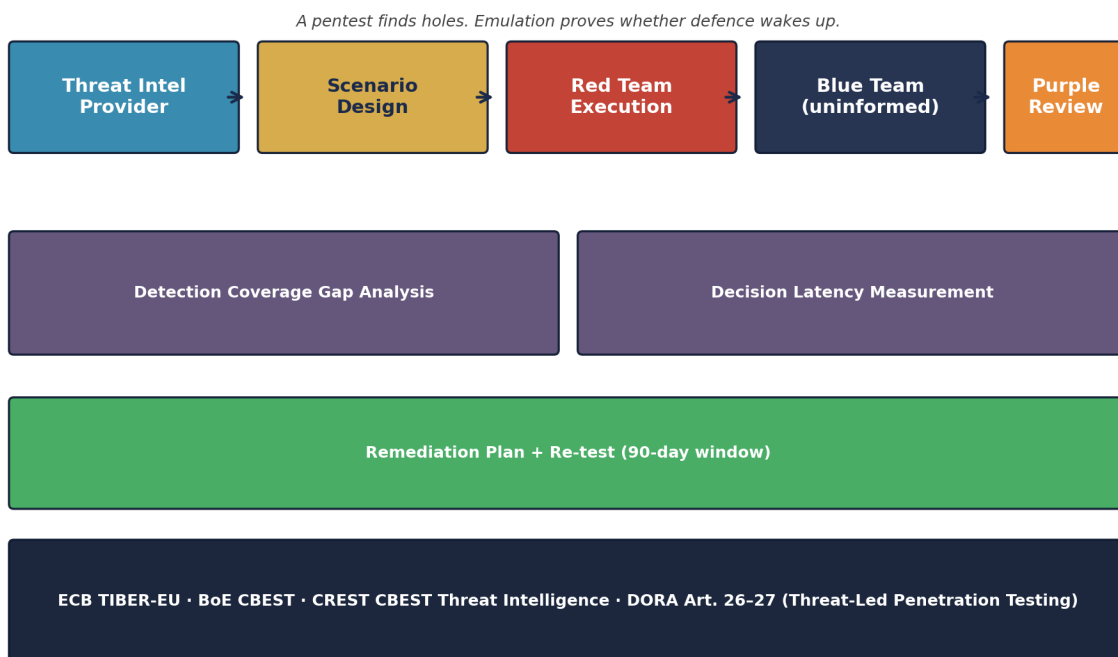 A pentest finds holes. Emulation proves whether defence wakes up.
Threat Intel
Provider
Scenario
Design
Red Team
Execution
Blue Team
(uninformed)
Purple
Review
Detection Coverage Gap Analysis
Decision Latency Measurement
Remediation Plan + Re-test (90-day window)
ECB TIBER-EU · BoE CBEST · CREST CBEST Threat Intelligence · DORA Art. 26–27 (Threat-Led Penetration Testing)